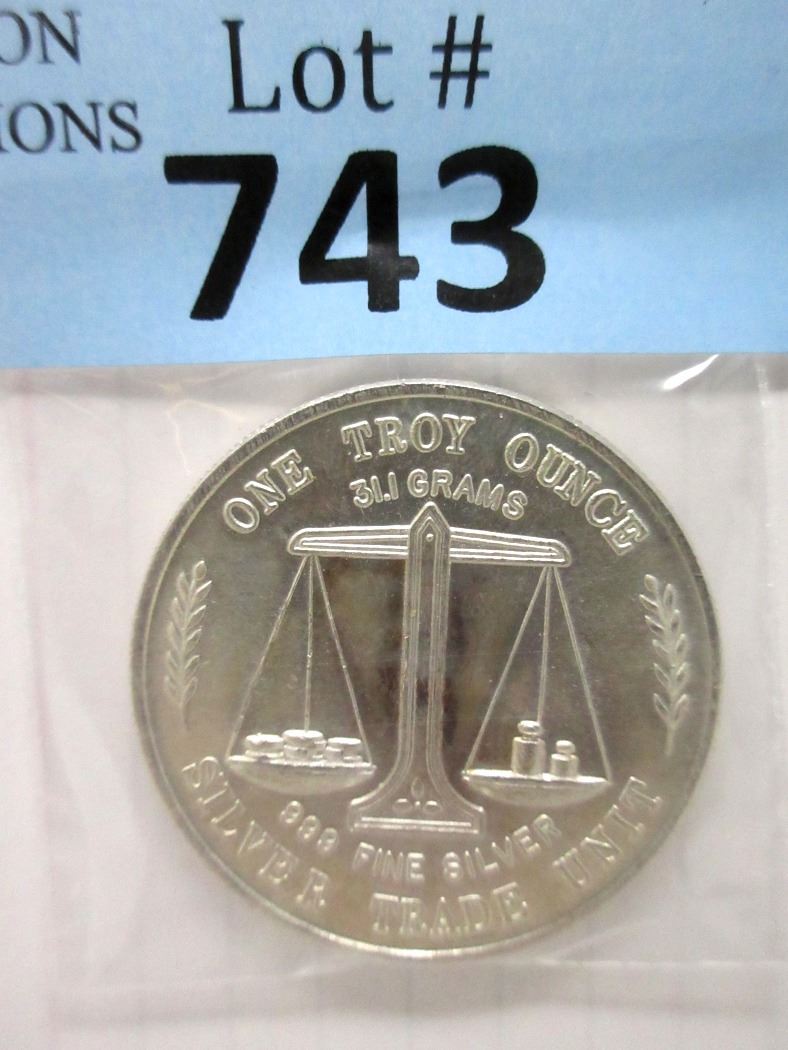 ON
IONS
Lot #
743
ONE TROY OUNCE
31.1 GRAMS
999 FINE SILVER
SILVER TRADE UNIT